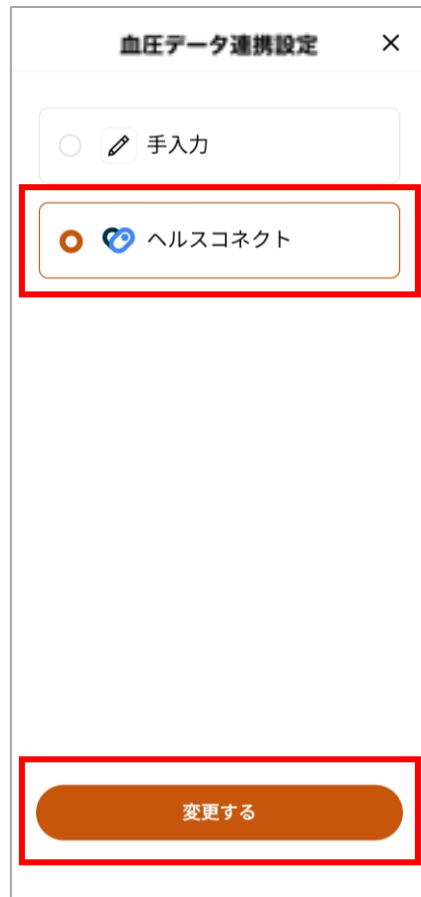 血圧データ連携設定
手入力
ヘルスコネクト
変更する